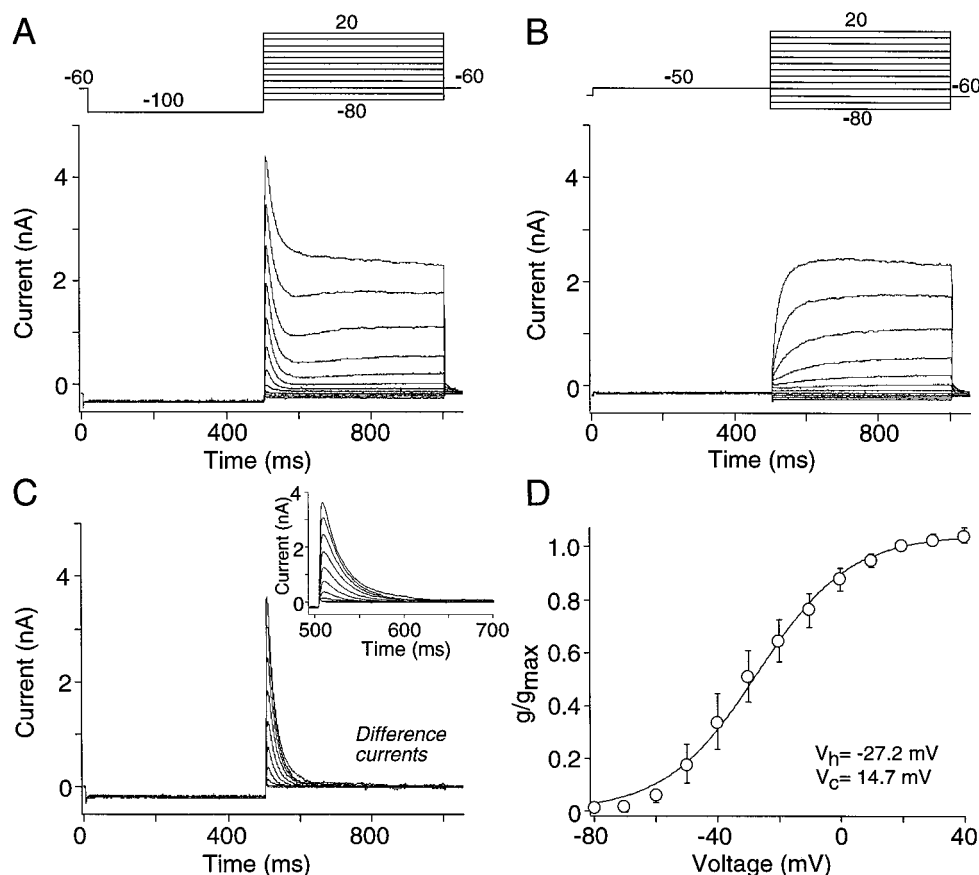 A
20
-60
-100
-60
-80
Current (nA)
4
2
0
0
400
800
Time (ms)
B
20
-50
-60
-80
Current (nA)
4
2
0
0
400
800
Time (ms)
C
Current (nA)
4
2
0
0
400
800
Time (ms)
Difference
currents
Current (nA)
4
2
0
500
600
700
Time (ms)
D
g/gmax
1.0
0.8
0.6
0.4
0.2
0
-80
-40
0
40
Voltage (mV)
Vh= -27.2 mV
Vc= 14.7 mV